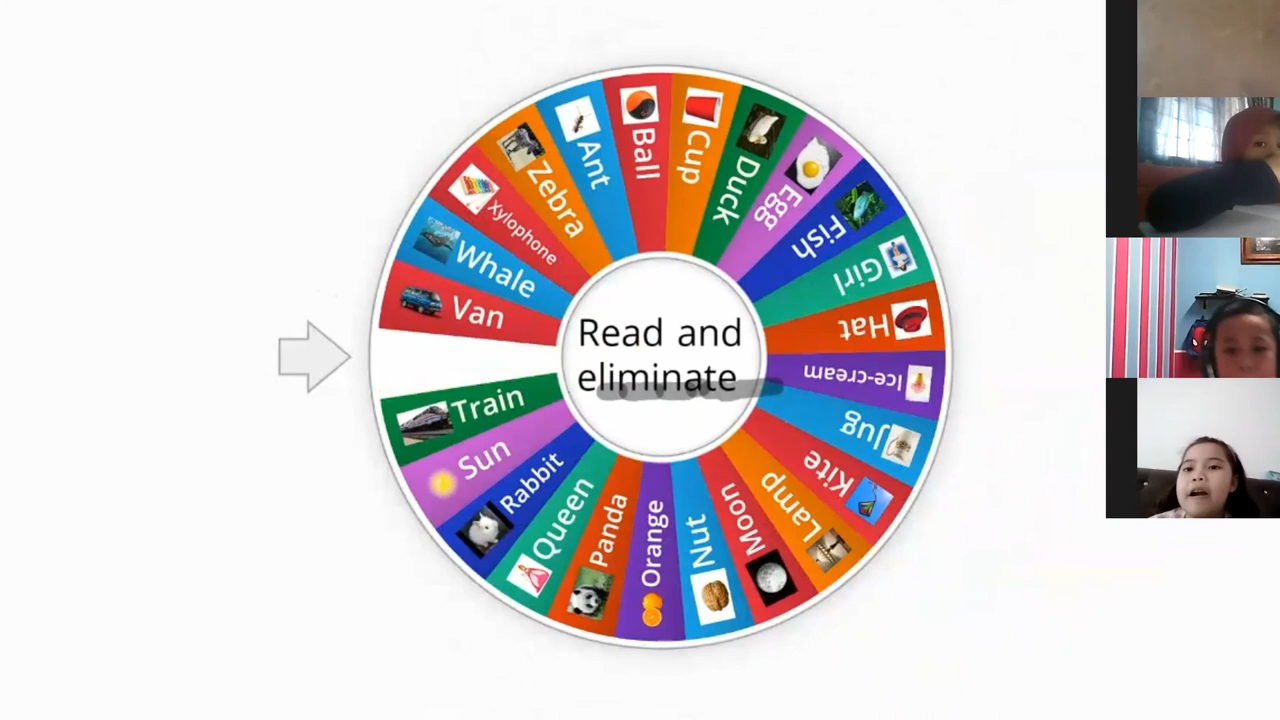 Read and
eliminate
Ant
Ball
Cup
Duck
Egg
Fish
Girl
Hat
Ice-cream
Jug
Kite
Lamp
Moon
Nut
Orange
Panda
Queen
Rabbit
Sun
Train
Van
Whale
Xylophone
Zebra